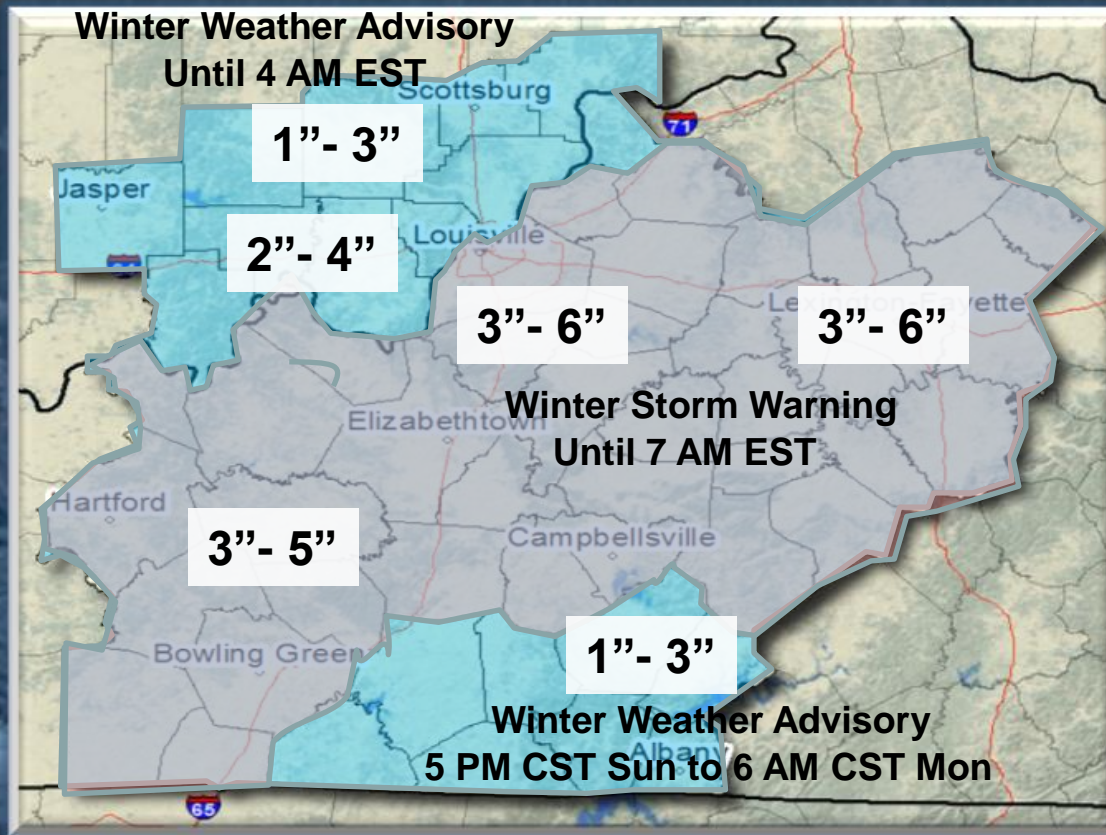 Winter Weather Advisory
Until 4 AM EST
Scottsburg
1”- 3”
71
Jasper
2”- 4”
Louisville
3”- 6”
Lexington-Fayette
3”- 6”
Winter Storm Warning
Until 7 AM EST
Elizabethtown
Hartford
3”- 5”
Campbellsville
Bowling Green
1”- 3”
Winter Weather Advisory
Albany
5 PM CST Sun to 6 AM CST Mon
65